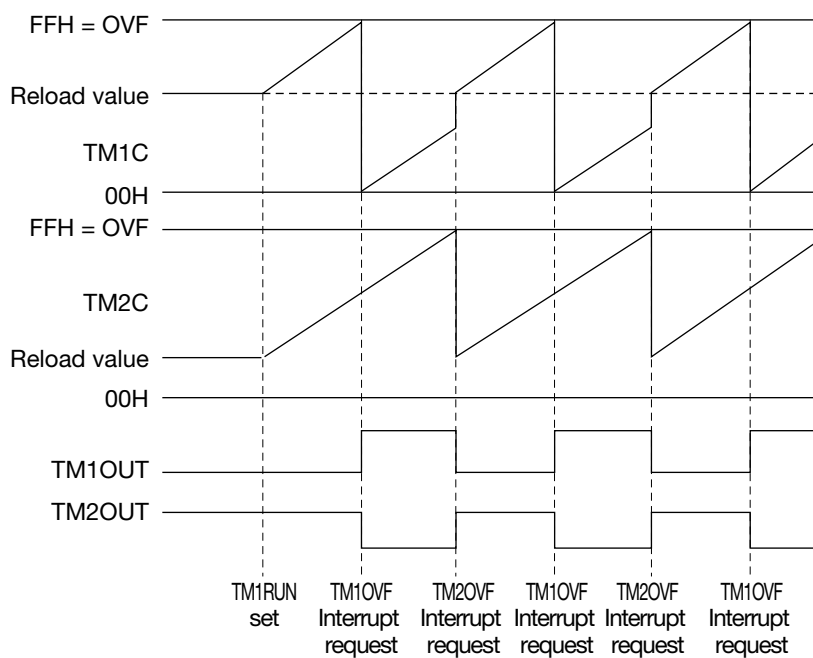 FFH = OVF
Reload value
TM1C
00H
FFH = OVF
TM2C
Reload value
00H
TM1OUT
TM2OUT
TM1RUN set
TM1OVF Interrupt request
TM2OVF Interrupt request
TM1OVF Interrupt request
TM2OVF Interrupt request
TM1OVF Interrupt request